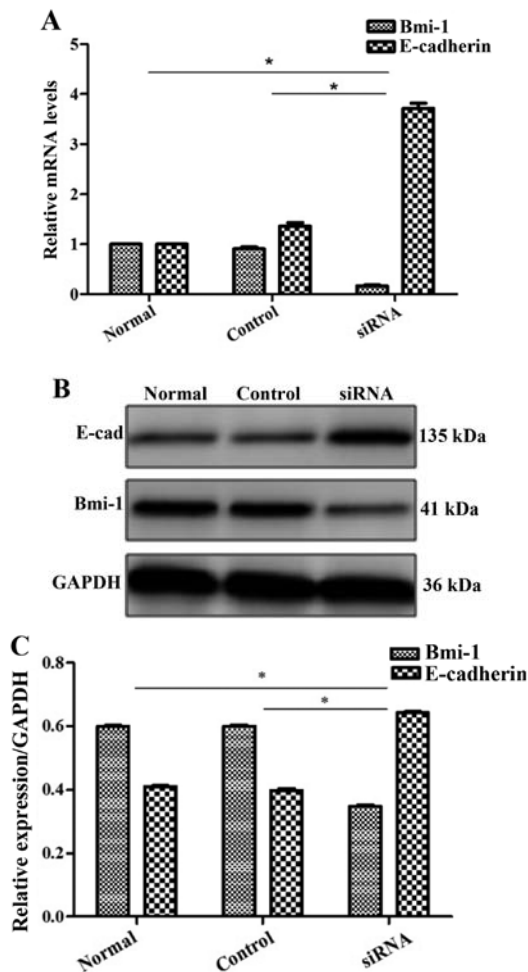 A
Bmi-1
E-cadherin
*
*
Relative mRNA levels
5
4
3
2
1
0
Normal
Control
siRNA
B
Normal Control siRNA
E-cad 135 kDa
Bmi-1 41 kDa
GAPDH 36 kDa
C
Bmi-1
E-cadherin
*
*
Relative expression/GAPDH
0.8
0.6
0.4
0.2
0.0
Normal
Control
siRNA